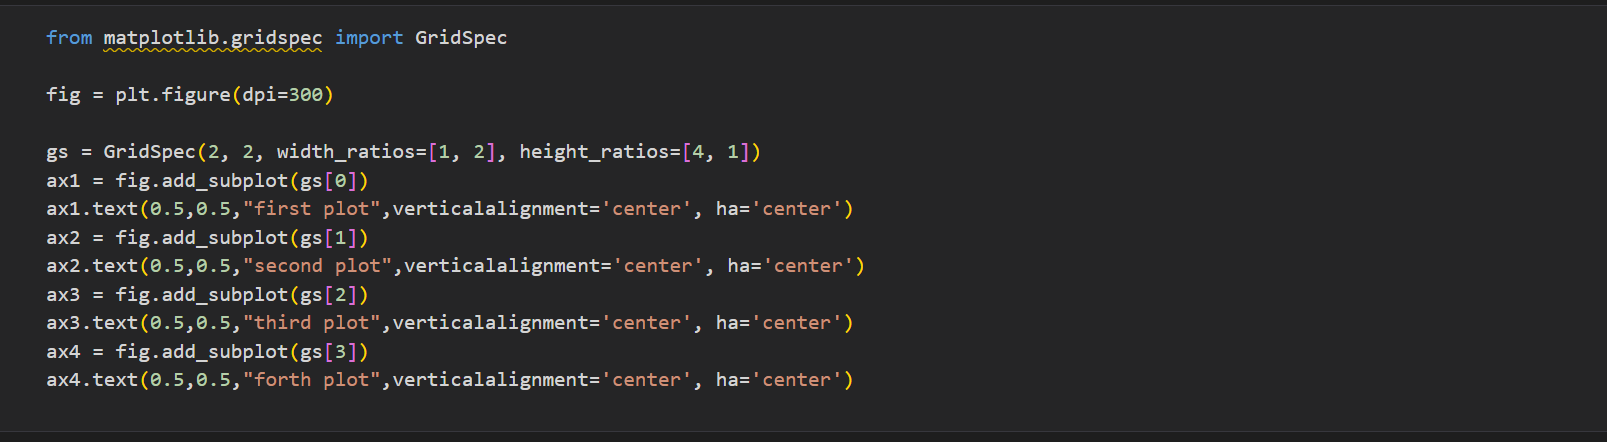 from matplotlib.gridspec import GridSpec
fig = plt.figure(dpi=300)
gs = GridSpec(2, 2, width_ratios=[1, 2], height_ratios=[4, 1])
ax1 = fig.add_subplot(gs[0])
ax1.text(0.5,0.5,"first plot",verticalalignment='center', ha='center')
ax2 = fig.add_subplot(gs[1])
ax2.text(0.5,0.5,"second plot",verticalalignment='center', ha='center')
ax3 = fig.add_subplot(gs[2])
ax3.text(0.5,0.5,"third plot",verticalalignment='center', ha='center')
ax4 = fig.add_subplot(gs[3])
ax4.text(0.5,0.5,"forth plot",verticalalignment='center', ha='center')